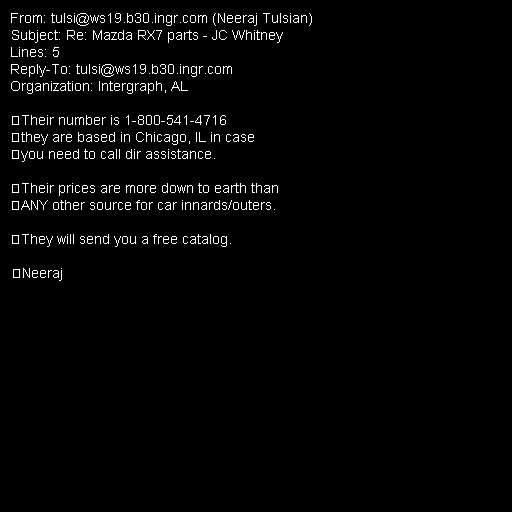 From: tulsi@ws19.b30.ingr.com (Neeraj Tulsian)
Subject: Re: Mazda RX7 parts - JC Whitney
Lines: 5
Reply-To: tulsi@ws19.b30.ingr.com
Organization: Intergraph, AL

Their number is 1-800-541-4716
they are based in Chicago, IL in case
you need to call dir assistance.

Their prices are more down to earth than
ANY other source for car innards/outers.

They will send you a free catalog.

Neeraj